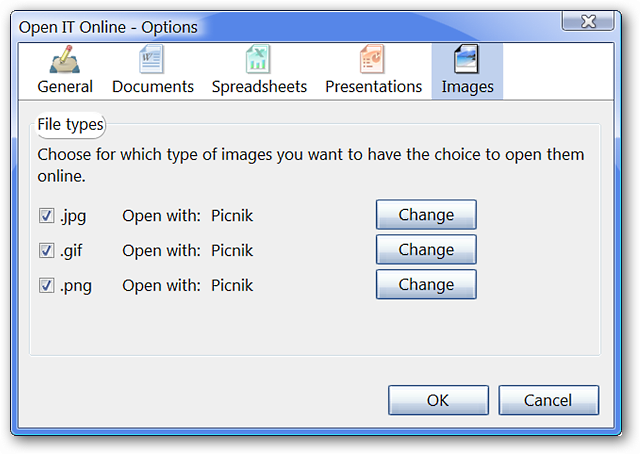 Open IT Online - Options
General Documents Spreadsheets Presentations Images
File types
Choose for which type of images you want to have the choice to open them
online.
.jpg Open with: Picnik Change
.gif Open with: Picnik Change
.png Open with: Picnik Change
OK Cancel